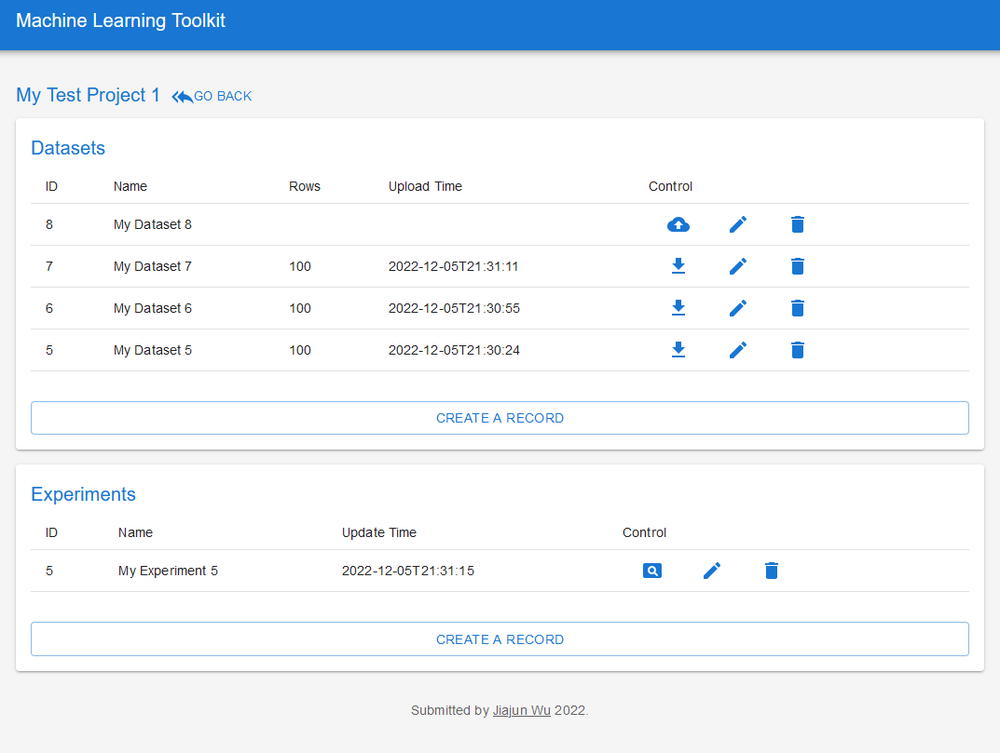 Machine Learning Toolkit
My Test Project 1 GO BACK
Datasets
ID Name Rows Upload Time Control
8 My Dataset 8
7 My Dataset 7 100 2022-12-05T21:31:11
6 My Dataset 6 100 2022-12-05T21:30:55
5 My Dataset 5 100 2022-12-05T21:30:24
CREATE A RECORD
Experiments
ID Name Update Time Control
5 My Experiment 5 2022-12-05T21:31:15
CREATE A RECORD
Submitted by Jiajun Wu 2022.